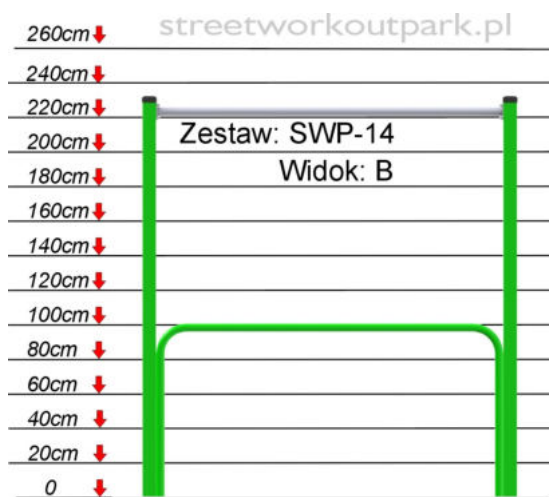 streetworkoutpark.pl
260cm
240cm
220cm
Zestaw: SWP-14
200cm
Widok: B
180cm
160cm
140cm
120cm
100cm
80cm
60cm
40cm
20cm
0